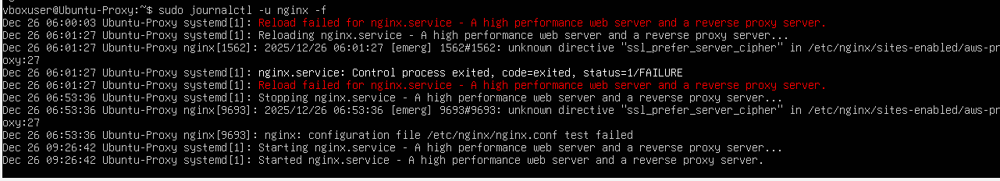 vboxuser@Ubuntu-Proxy:~$ sudo journalctl -u nginx -f
Dec 26 06:00:03 Ubuntu-Proxy systemd[1]: Reload failed for nginx.service - A high performance web server and a reverse proxy server.
Dec 26 06:01:27 Ubuntu-Proxy systemd[1]: Reloading nginx.service - A high performance web server and a reverse proxy server...
Dec 26 06:01:27 Ubuntu-Proxy nginx[1562]: 2025/12/26 06:01:27 [emerg] 1562#1562: unknown directive "ssl_prefer_server_cipher" in /etc/nginx/sites-enabled/aws-pr
oxy:27
Dec 26 06:01:27 Ubuntu-Proxy systemd[1]: nginx.service: Control process exited, code=exited, status=1/FAILURE
Dec 26 06:01:27 Ubuntu-Proxy systemd[1]: Reload failed for nginx.service - A high performance web server and a reverse proxy server.
Dec 26 06:53:36 Ubuntu-Proxy systemd[1]: Stopping nginx.service - A high performance web server and a reverse proxy server...
Dec 26 06:53:36 Ubuntu-Proxy nginx[9693]: 2025/12/26 06:53:36 [emerg] 9693#9693: unknown directive "ssl_prefer_server_cipher" in /etc/nginx/sites-enabled/aws-pr
oxy:27
Dec 26 06:53:36 Ubuntu-Proxy nginx[9693]: nginx: configuration file /etc/nginx/nginx.conf test failed
Dec 26 09:26:42 Ubuntu-Proxy systemd[1]: Starting nginx.service - A high performance web server and a reverse proxy server...
Dec 26 09:26:42 Ubuntu-Proxy systemd[1]: Started nginx.service - A high performance web server and a reverse proxy server.